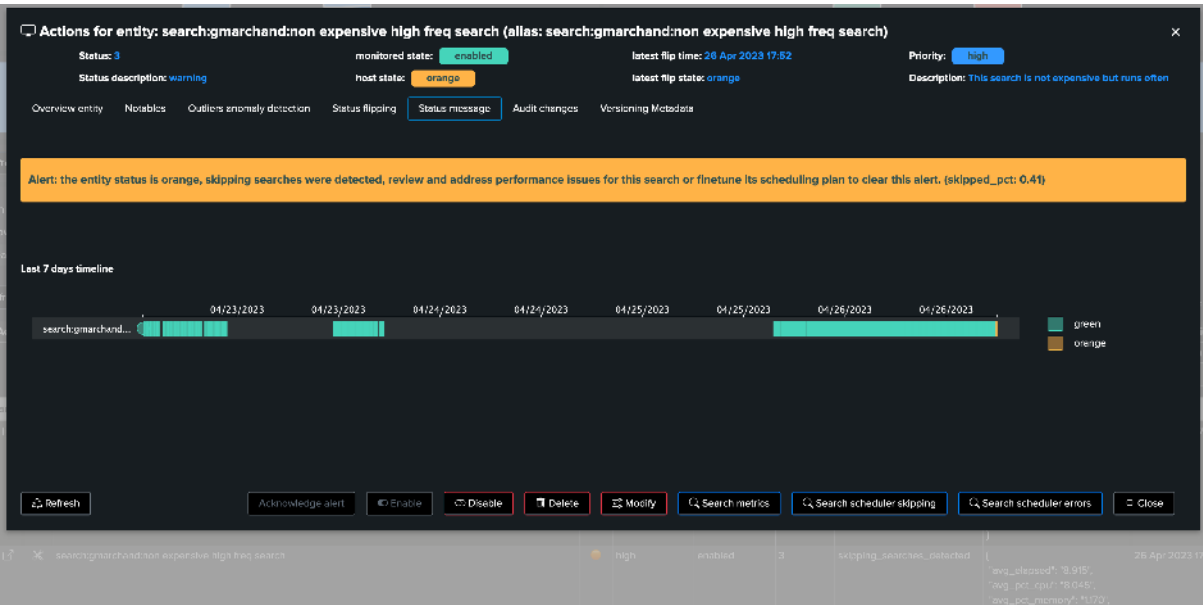 Actions for entity: search:gmarchand:non expensive high freq search (alias: search:gmarchand:non expensive high freq search)
Status: 3 monitored state: enabled latest flip time: 26 Apr 2023 17:52 Priority: high
Status description: warning host state: orange latest flip state: orange Description: This search is not expensive but runs often
Overview entity Notables Outliers anomaly detection Status flipping Status message Audit changes Versioning Metadata
Alert: the entity status is orange, skipping searches were detected, review and address performance issues for this search or finetune its scheduling plan to clear this alert. (skipped_pct: 0.41)
Last 7 days timeline
04/23/2023 04/23/2023 04/24/2023 04/24/2023 04/25/2023 04/25/2023 04/26/2023 04/26/2023
search:gmarchand... green
orange
Refresh Acknowledge alert Enable Disable Delete Modify Search metrics Search scheduler skipping Search scheduler errors Close
search:gmarchand:non expensive high freq search high enabled 3 skipping_searches_detected { 26 Apr 2023 17
"avg_elapsed": "8.915",
"avg_pct_cpu": "8.045",
"avg_pct_memory": "1.170",